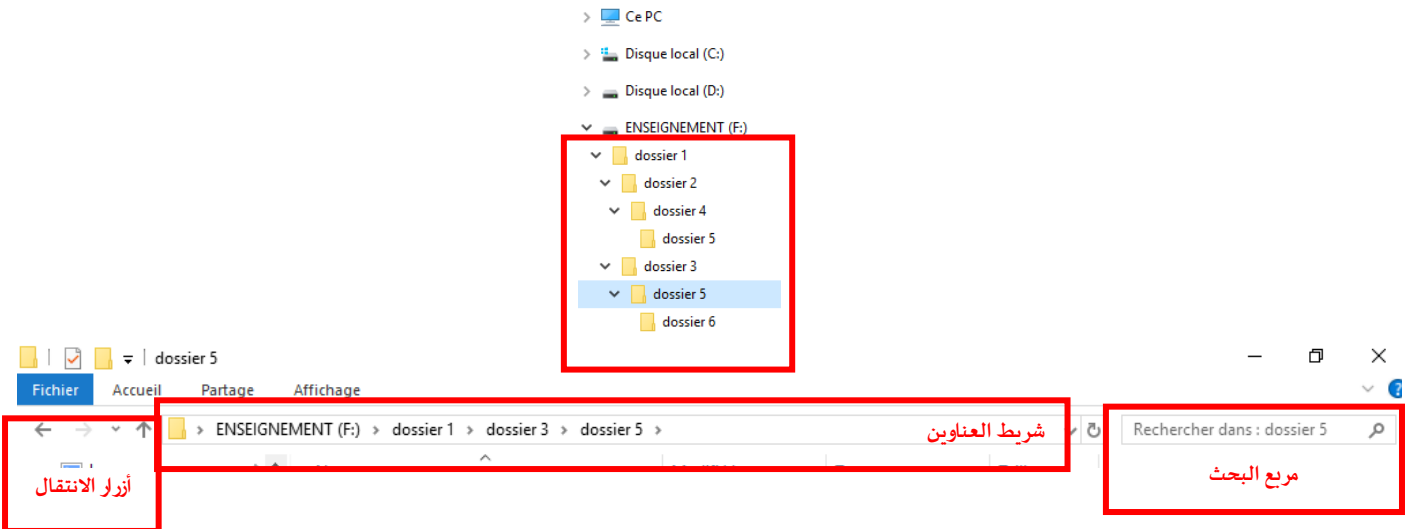 Ce PC
Disque local (C:)
Disque local (D:)
ENSEIGNEMENT (F:)
dossier 1
dossier 2
dossier 4
dossier 5
dossier 3
dossier 5
dossier 6
dossier 5
Fichier Accueil Partage Affichage
ENSEIGNEMENT (F:) > dossier 1 > dossier 3 > dossier 5 >
شريط العناوين
Rechercher dans : dossier 5
أزرار الانتقال
مربع البحث